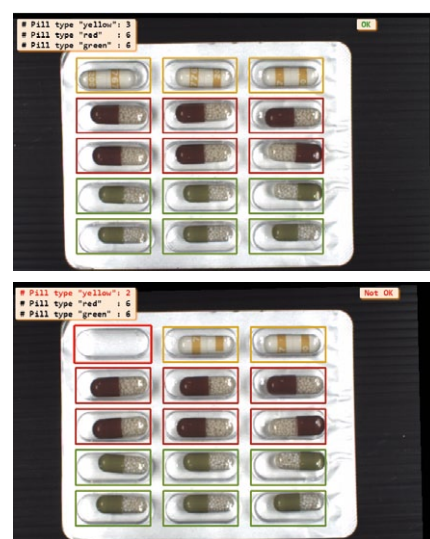 # Pill type "yellow": 3
# Pill type "red" : 6
# Pill type "green" : 6
OK
# Pill type "yellow": 2
# Pill type "red" : 6
# Pill type "green" : 6
Not OK